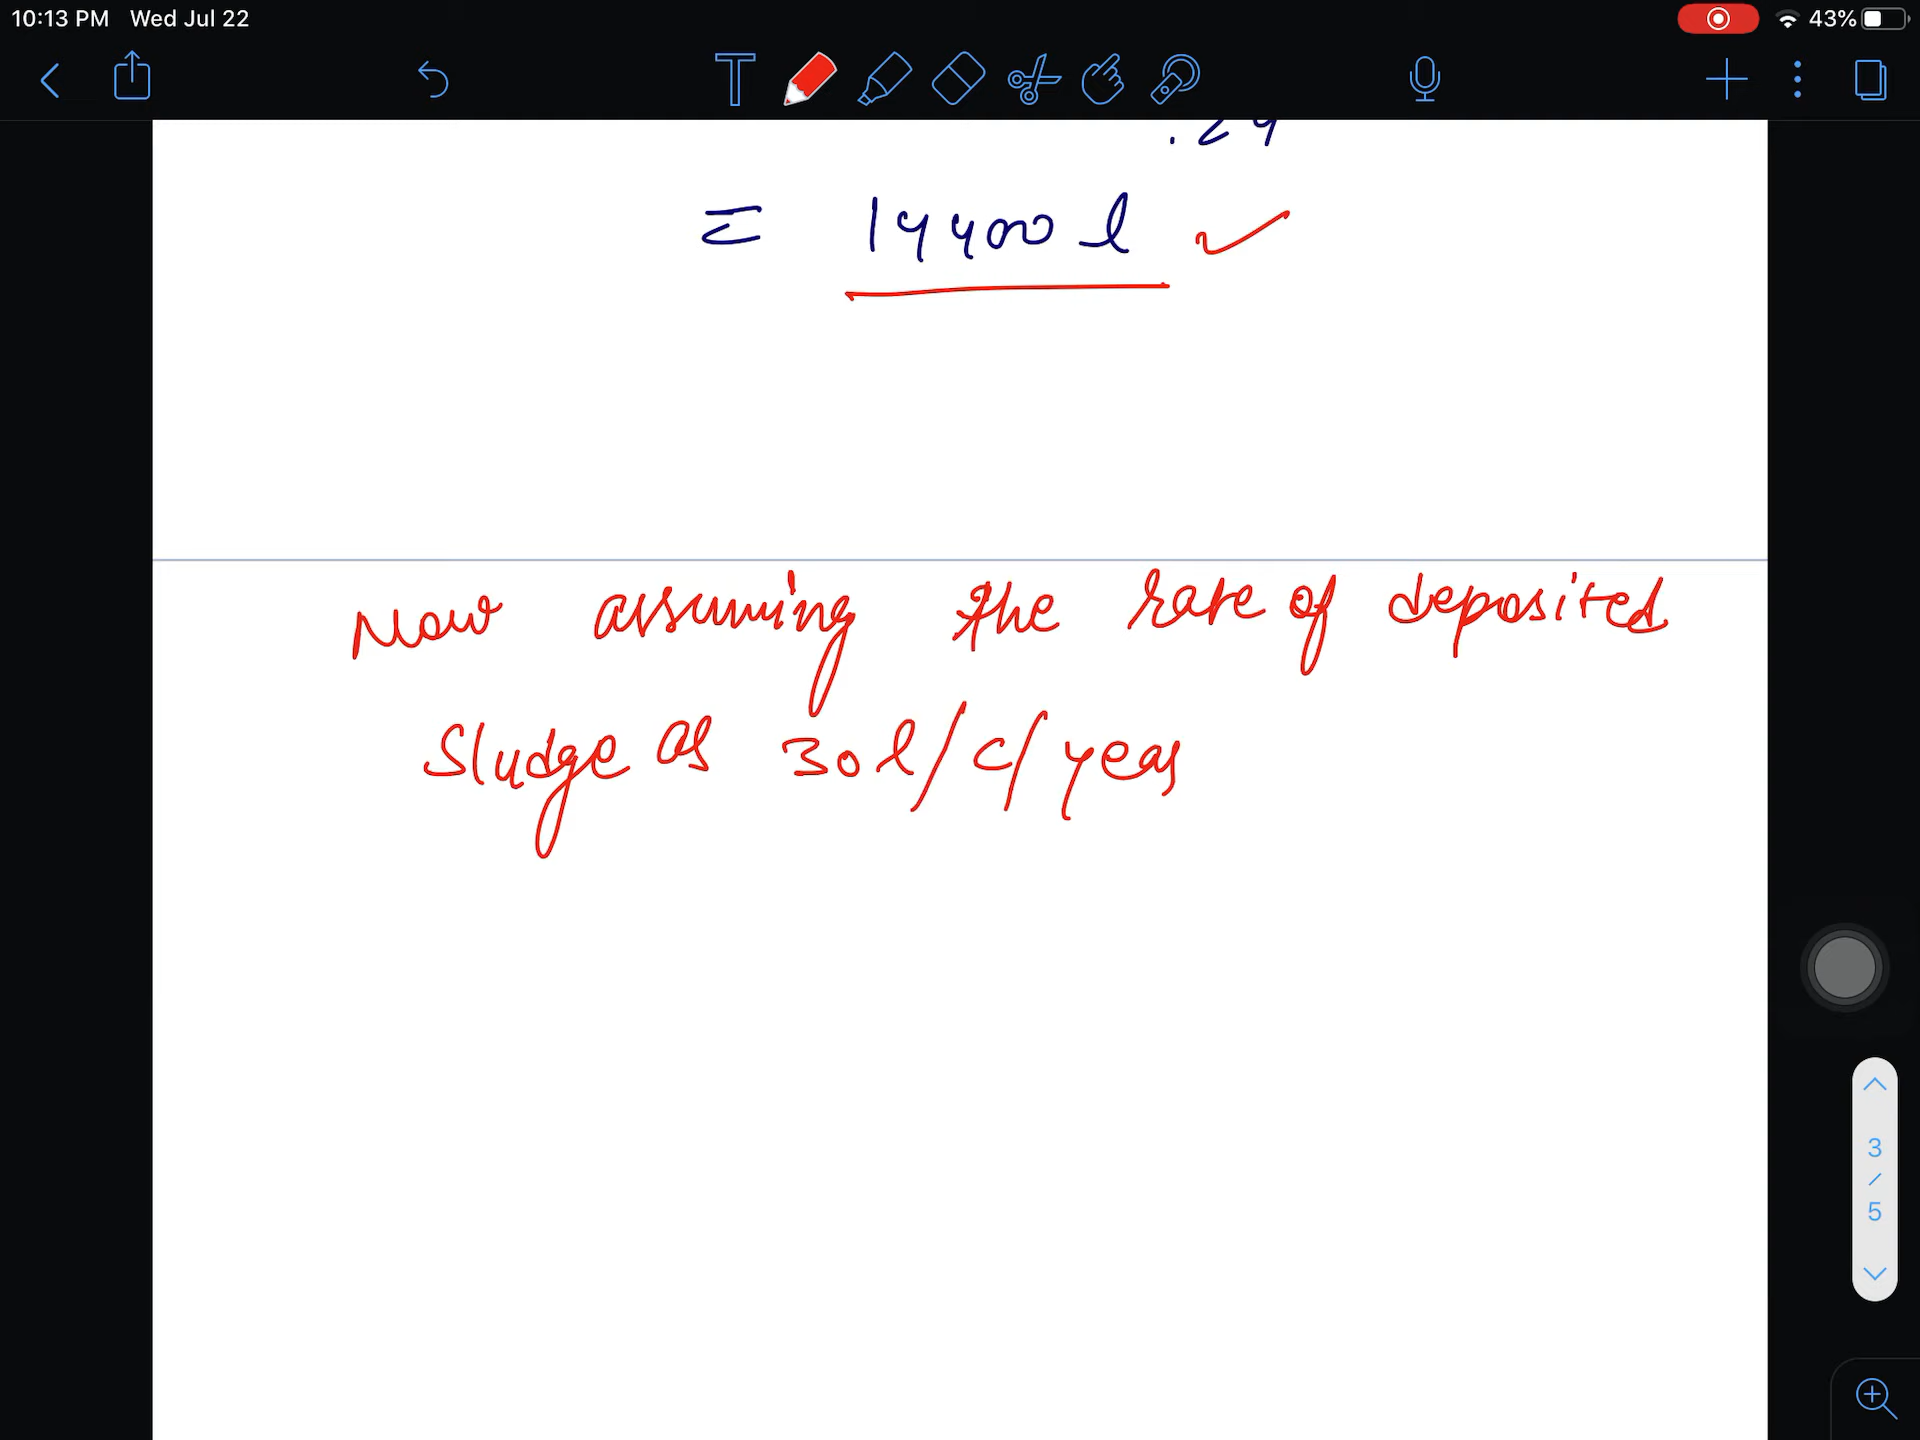 10:13 PM Wed Jul 22
43%
T
= 14400 l ✓
Now assuming the rate of deposited
Sludge as 30 l/c/year
3
/
5